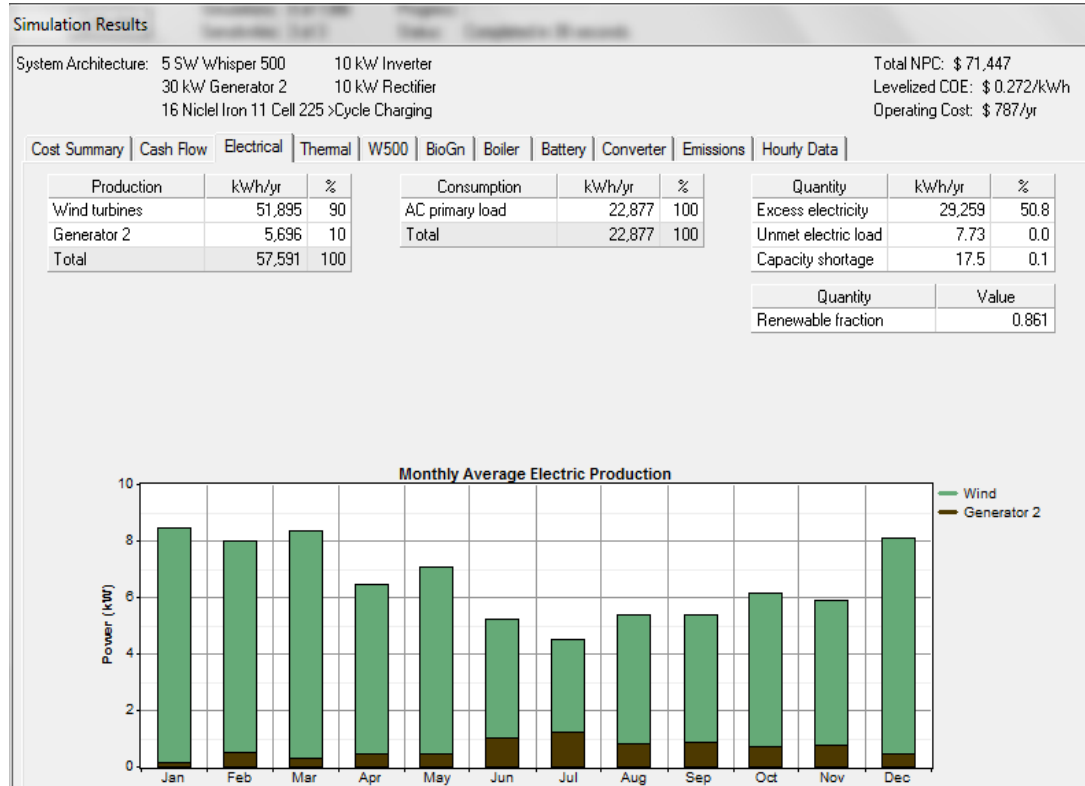 Simulation Results
System Architecture: 5 SW Whisper 500 10 kW Inverter Total NPC: $ 71,447
30 kW Generator 2 10 kW Rectifier Levelized COE: $ 0.272/kWh
16 Niclel Iron 11 Cell 225 >Cycle Charging Operating Cost: $ 787/yr
Cost Summary Cash Flow Electrical Thermal W500 BioGn Boiler Battery Converter Emissions Hourly Data
Production kWh/yr %
Wind turbines 51,895 90
Generator 2 5,696 10
Total 57,591 100
Consumption kWh/yr %
AC primary load 22,877 100
Total 22,877 100
Quantity kWh/yr %
Excess electricity 29,259 50.8
Unmet electric load 7.73 0.0
Capacity shortage 17.5 0.1
Quantity Value
Renewable fraction 0.861
Monthly Average Electric Production
Wind
Generator 2
Power (kW)
10
8
6
4
2
0
Jan Feb Mar Apr May Jun Jul Aug Sep Oct Nov Dec